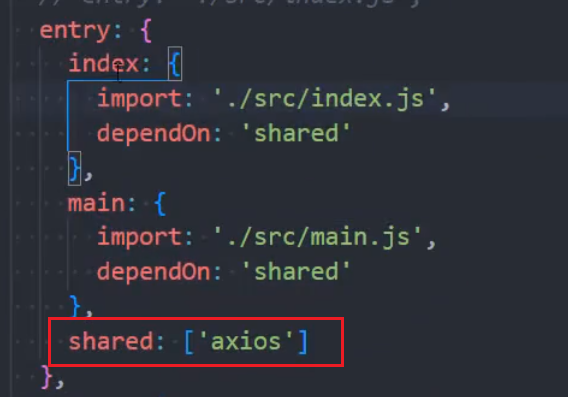 // entry: './src/index.js',
entry: {
index: {
import: './src/index.js',
dependOn: 'shared'
},
main: {
import: './src/main.js',
dependOn: 'shared'
},
shared: ['axios']
},